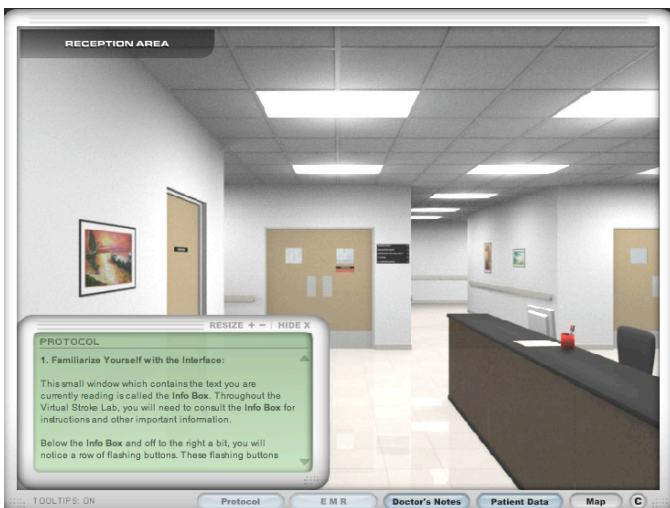 RECEPTION AREA
RESIZE + − | HIDE X
PROTOCOL
1. Familiarize Yourself with the Interface:
This small window which contains the text you are
currently reading is called the Info Box. Throughout the
Virtual Stroke Lab, you will need to consult the Info Box for
instructions and other important information.
Below the Info Box and off to the right a bit, you will
notice a row of flashing buttons. These flashing buttons
TOOLTIPS: ON
Protocol
EMR
Doctor's Notes
Patient Data
Map
C